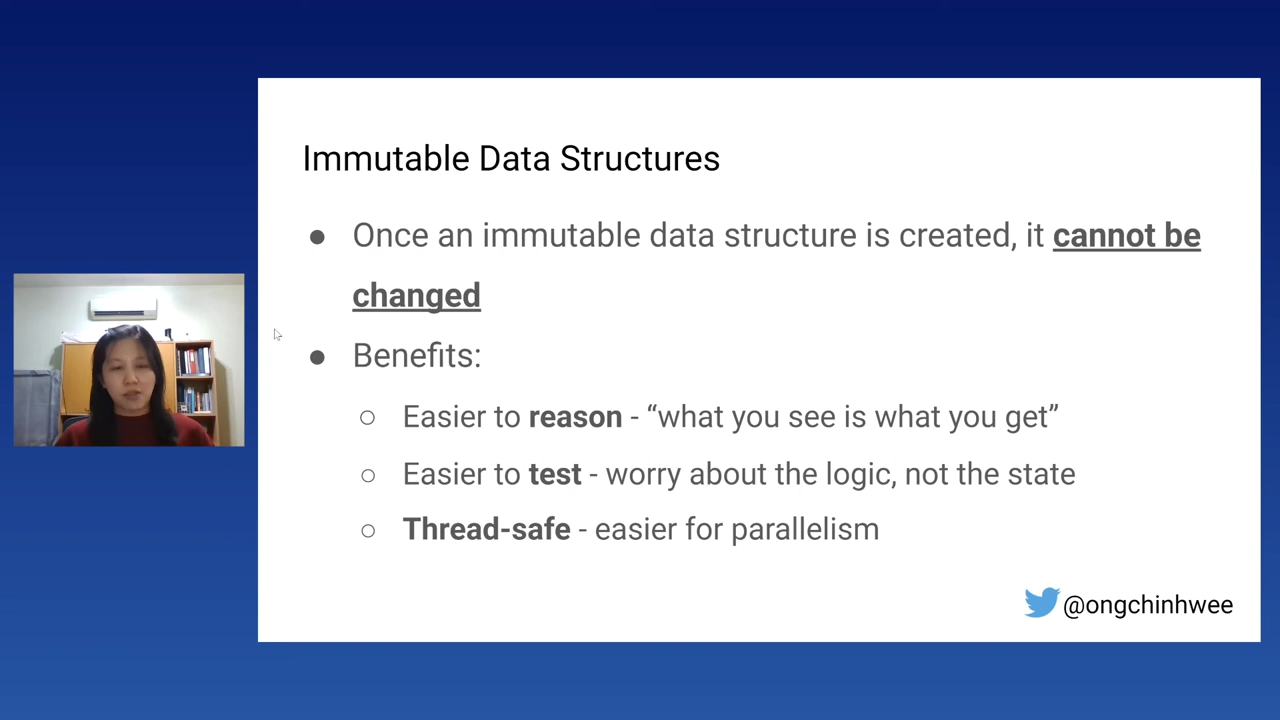 Immutable Data Structures
● Once an immutable data structure is created, it cannot be
changed
● Benefits:
○ Easier to reason - “what you see is what you get”
○ Easier to test - worry about the logic, not the state
○ Thread-safe - easier for parallelism
@ongchinhwee